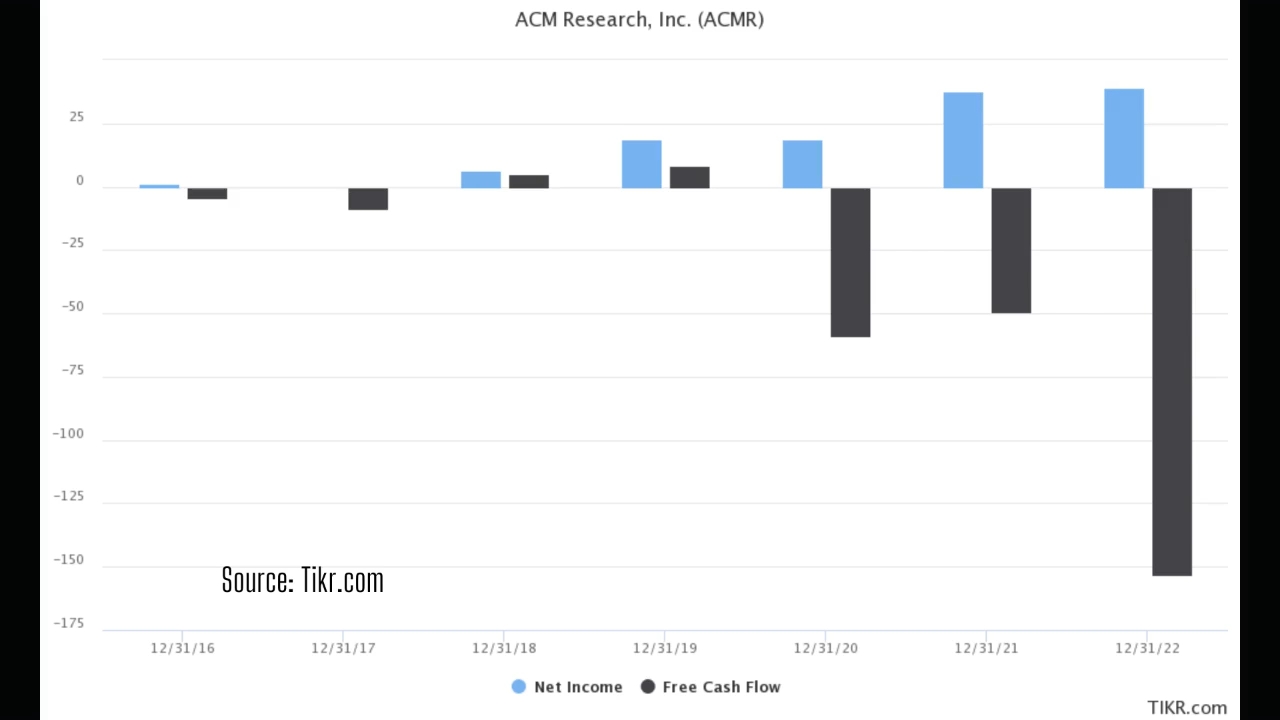 ACM Research, Inc. (ACMR)
25
0
−25
−50
−75
−100
−125
−150
−175
Source: Tikr.com
12/31/16 12/31/17 12/31/18 12/31/19 12/31/20 12/31/21 12/31/22
Net Income Free Cash Flow
TIKR.com